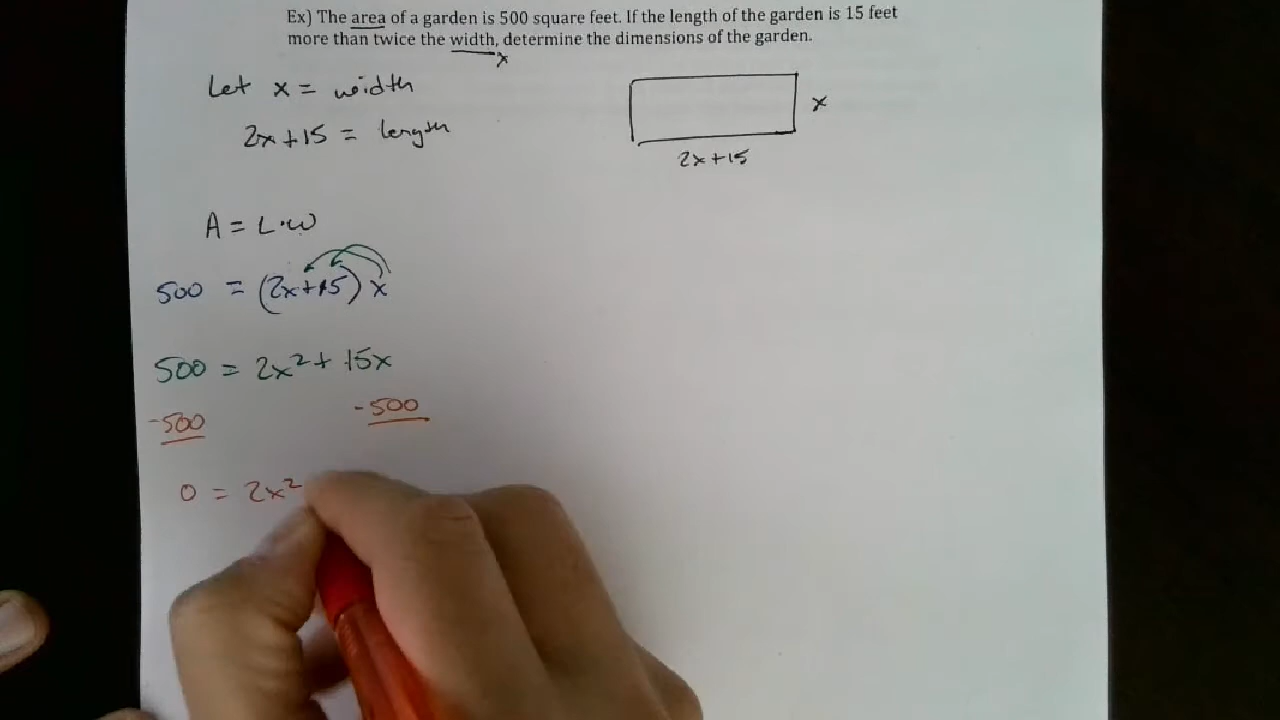 Ex) The area of a garden is 500 square feet. If the length of the garden is 15 feet
more than twice the width, determine the dimensions of the garden.
x
Let x = width
2x+15 = length
x
2x+15
A = L·w
500 = (2x+15)x
500 = 2x²+ 15x
-500 -500
0 = 2x²